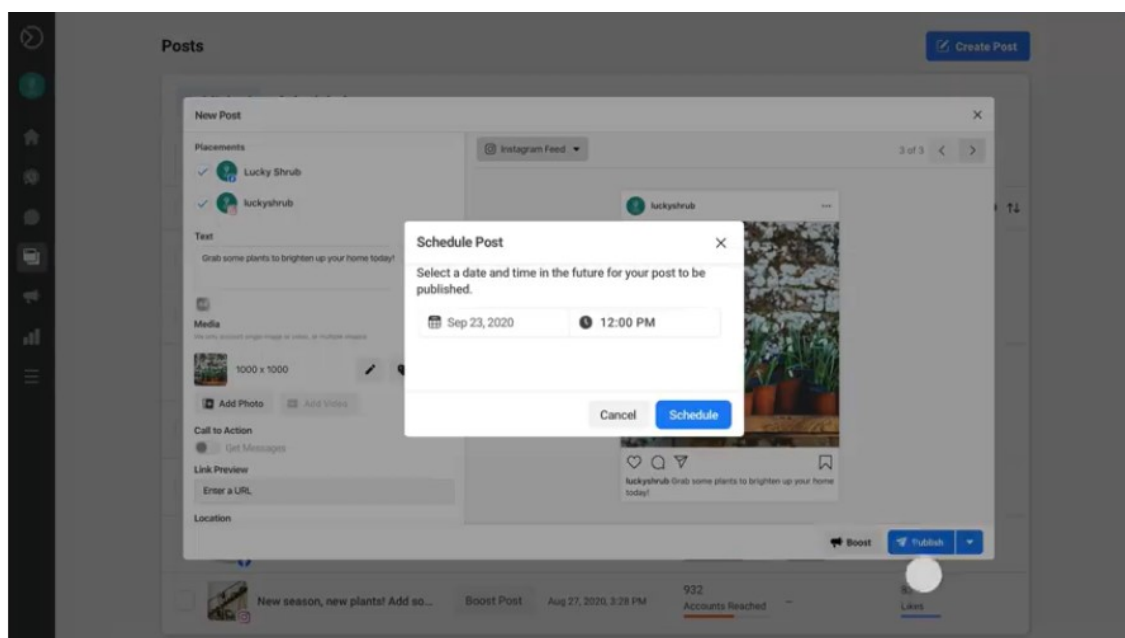 Posts
Create Post
New Post
Placements
Lucky Shrub
luckyshrub
Text
Grab some plants to brighten up your home today!
Media
1000 x 1000
Add Photo
Add Video
Call to Action
Get Messages
Link Preview
Enter a URL
Location
Instagram Feed
3 of 3
luckyshrub
Schedule Post
Select a date and time in the future for your post to be
published.
Sep 23, 2020
12:00 PM
Cancel
Schedule
luckyshrub Grab some plants to brighten up your home
today!
Boost
Publish
New season, new plants! Add so...
Boost Post
Aug 27, 2020, 3:28 PM
932
Accounts Reached
--
Likes